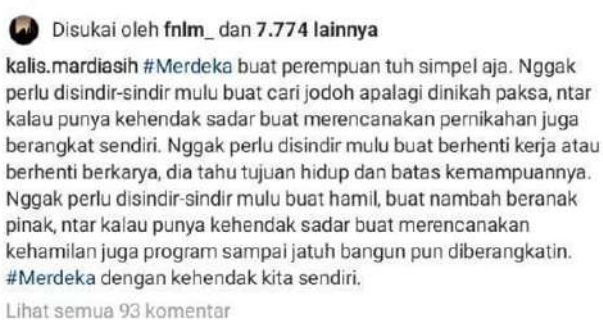 Disukai oleh fnlm_ dan 7.774 lainnya
kalis.mardiasih #Merdeka buat perempuan tuh simpel aja. Nggak
perlu disindir-sindir mulu buat cari jodoh apalagi dinikah paksa, ntar
kalau punya kehendak sadar buat merencanakan pernikahan juga
berangkat sendiri. Nggak perlu disindir mulu buat berhenti kerja atau
berhenti berkarya, dia tahu tujuan hidup dan batas kemampuannya.
Nggak perlu disindir-sindir mulu buat hamil, buat nambah beranak
pinak, ntar kalau punya kehendak sadar buat merencanakan
kehamilan juga program sampai jatuh bangun pun diberangkatin.
#Merdeka dengan kehendak kita sendiri.
Lihat semua 93 komentar